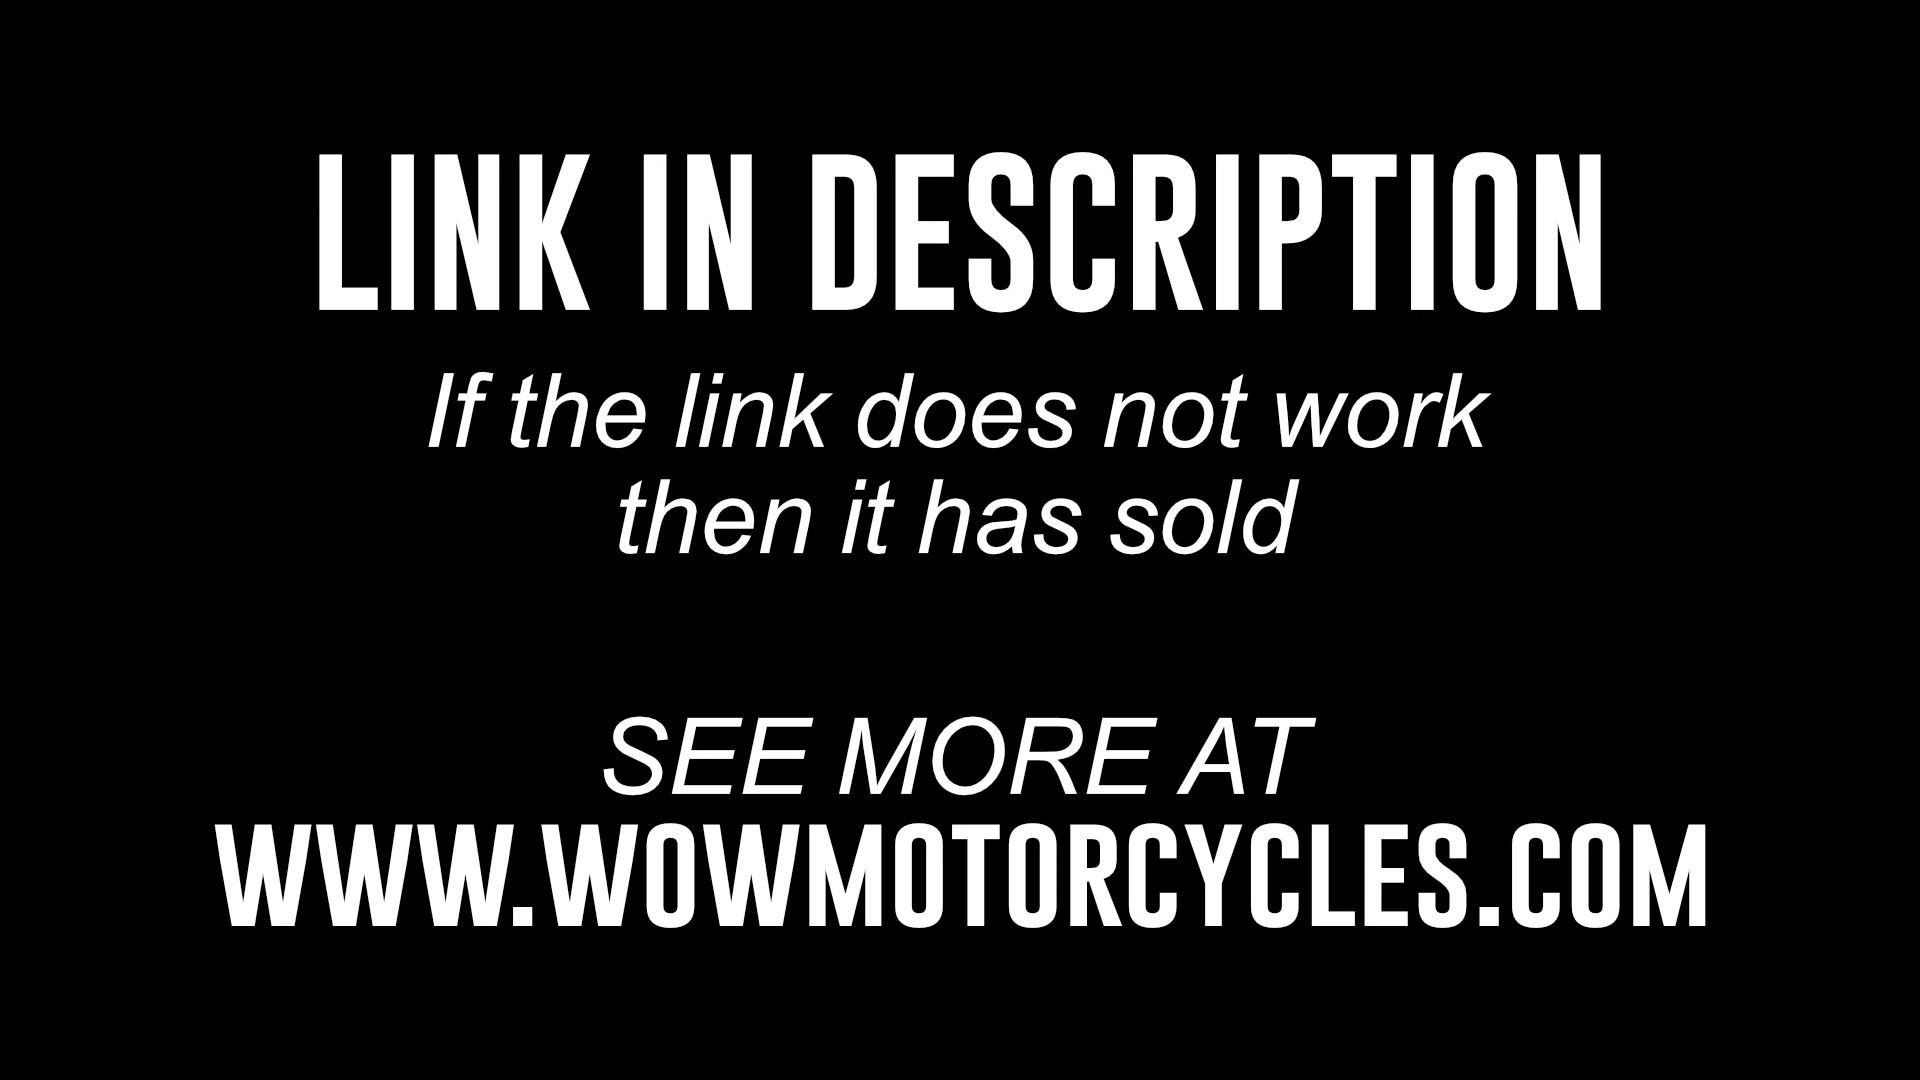 LINK IN DESCRIPTION
If the link does not work
then it has sold
SEE MORE AT
WWW.WOWMOTORCYCLES.COM